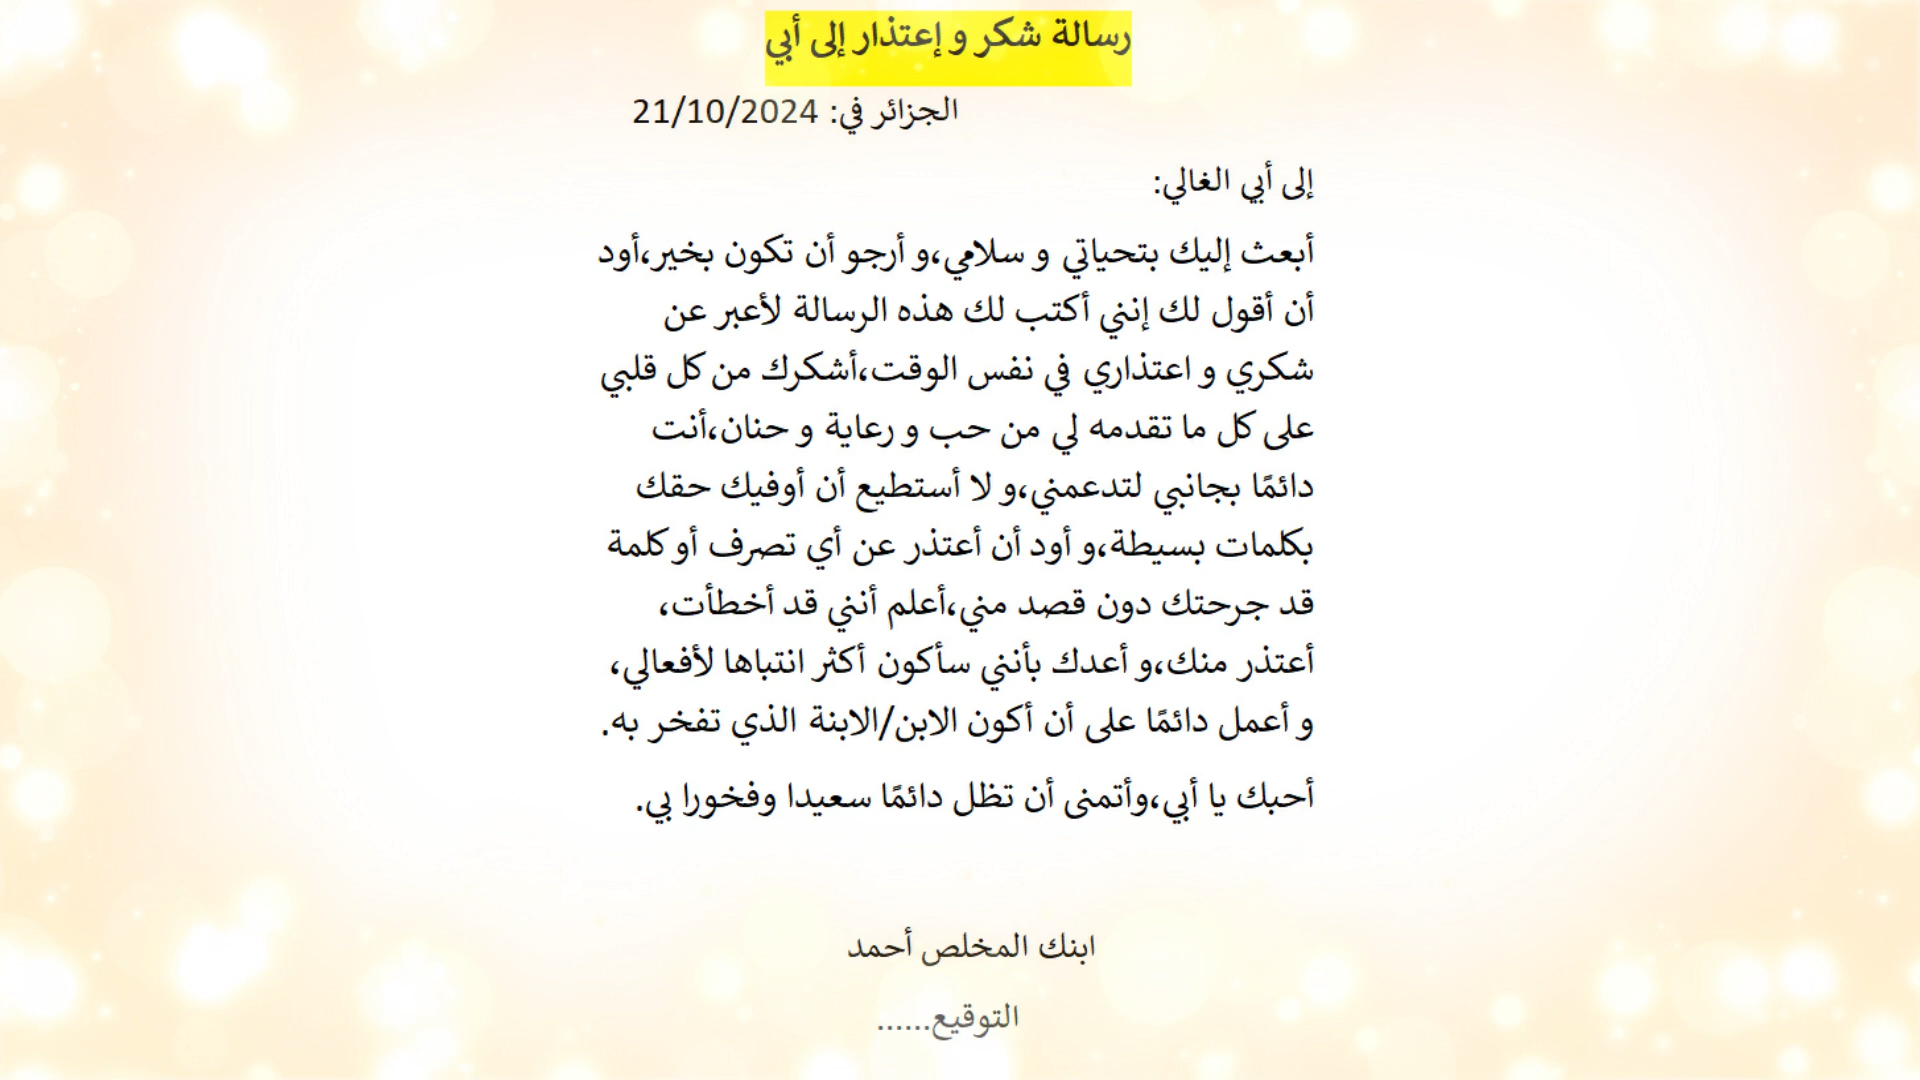 رسالة شكر و إعتذار إلى أبي
الجزائر في: 21/10/2024
إلى أبي الغالي:
أبعث إليك بتحياتي و سلامي،و أرجو أن تكون بخير،أود
أن أقول لك إنني أكتب لك هذه الرسالة لأعبر عن
شكري و اعتذاري في نفس الوقت،أشكرك من كل قلبي
على كل ما تقدمه لي من حب و رعاية و حنان،أنت
دائمًا بجانبي لتدعمني،و لا أستطيع أن أوفيك حقك
بكلمات بسيطة،و أود أن أعتذر عن أي تصرف أو كلمة
قد جرحتك دون قصد مني،أعلم أنني قد أخطأت،
أعتذر منك،و أعدك بأنني سأكون أكثر انتباها لأفعالي،
و أعمل دائمًا على أن أكون الابن/الابنة الذي تفخر به.
أحبك يا أبي،وأتمنى أن تظل دائمًا سعيدا وفخورا بي.
ابنك المخلص أحمد
التوقيع......